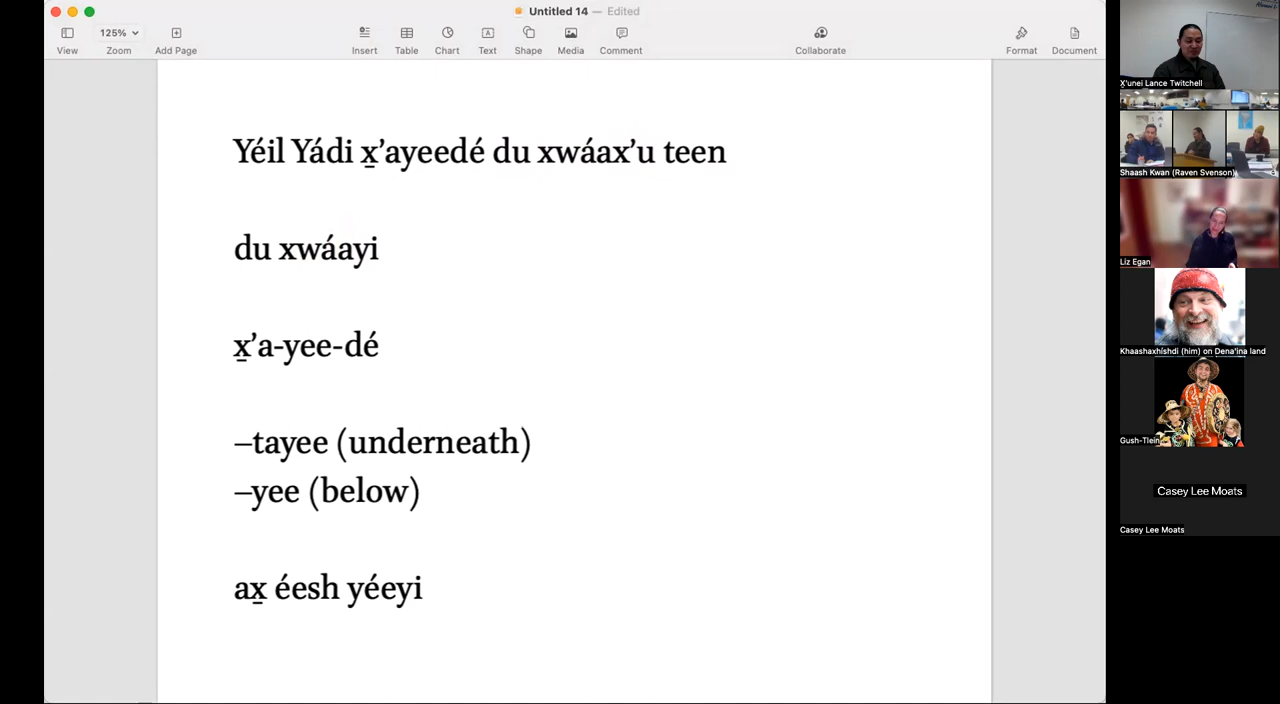 Untitled 14 — Edited
125%
View
Zoom
Add Page
Insert
Table
Chart
Text
Shape
Media
Comment
Collaborate
Format
Document
Yéil Yádi x̱’ayeedé du xwáax’u teen
du xwáayi
x̱’a-yee-dé
–tayee (underneath)
–yee (below)
ax̱ éesh yéeyi
X̱'unei Lance Twitchell
Shaash Kwan (Raven Svenson)
Liz Egan
Khaashaxhíshdi (him) on Dena'ina land
Gush-Tlein
Casey Lee Moats
Casey Lee Moats